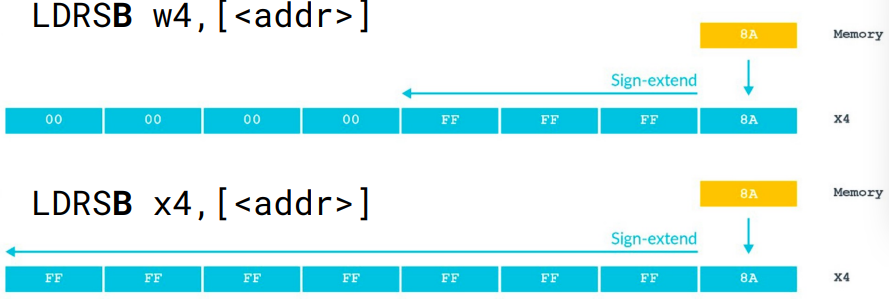 LDRSB w4,[<addr>]
8A Memory
Sign-extend
00 00 00 00 FF FF FF 8A X4
LDRSB x4,[<addr>]
8A Memory
Sign-extend
FF FF FF FF FF FF FF 8A X4